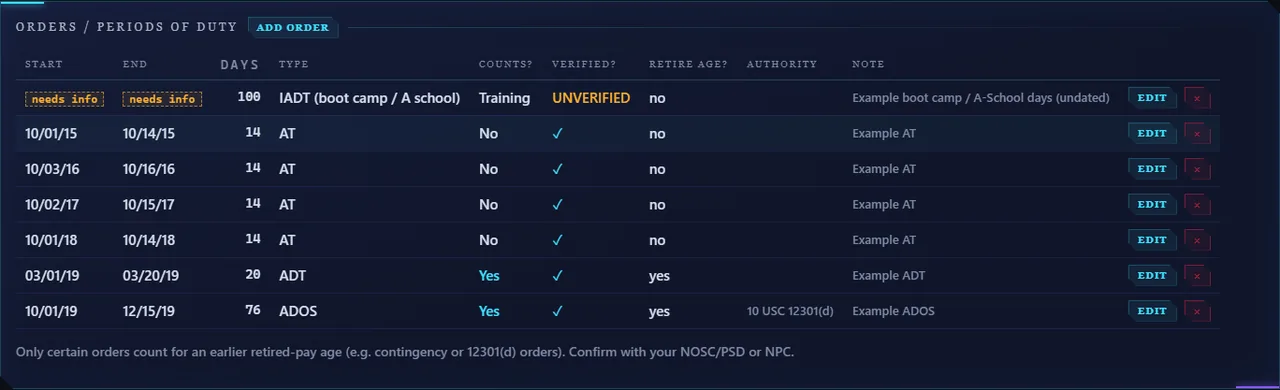 ORDERS / PERIODS OF DUTY ADD ORDER
START END DAYS TYPE COUNTS? VERIFIED? RETIRE AGE? AUTHORITY NOTE
needs info needs info 100 IADT (boot camp / A school) Training UNVERIFIED no Example boot camp / A-School days (undated) EDIT ×
10/01/15 10/14/15 14 AT No ✓ no Example AT EDIT ×
10/03/16 10/16/16 14 AT No ✓ no Example AT EDIT ×
10/02/17 10/15/17 14 AT No ✓ no Example AT EDIT ×
10/01/18 10/14/18 14 AT No ✓ no Example AT EDIT ×
03/01/19 03/20/19 20 ADT Yes ✓ yes Example ADT EDIT ×
10/01/19 12/15/19 76 ADOS Yes ✓ yes 10 USC 12301(d) Example ADOS EDIT ×
Only certain orders count for an earlier retired-pay age (e.g. contingency or 12301(d) orders). Confirm with your NOSC/PSD or NPC.